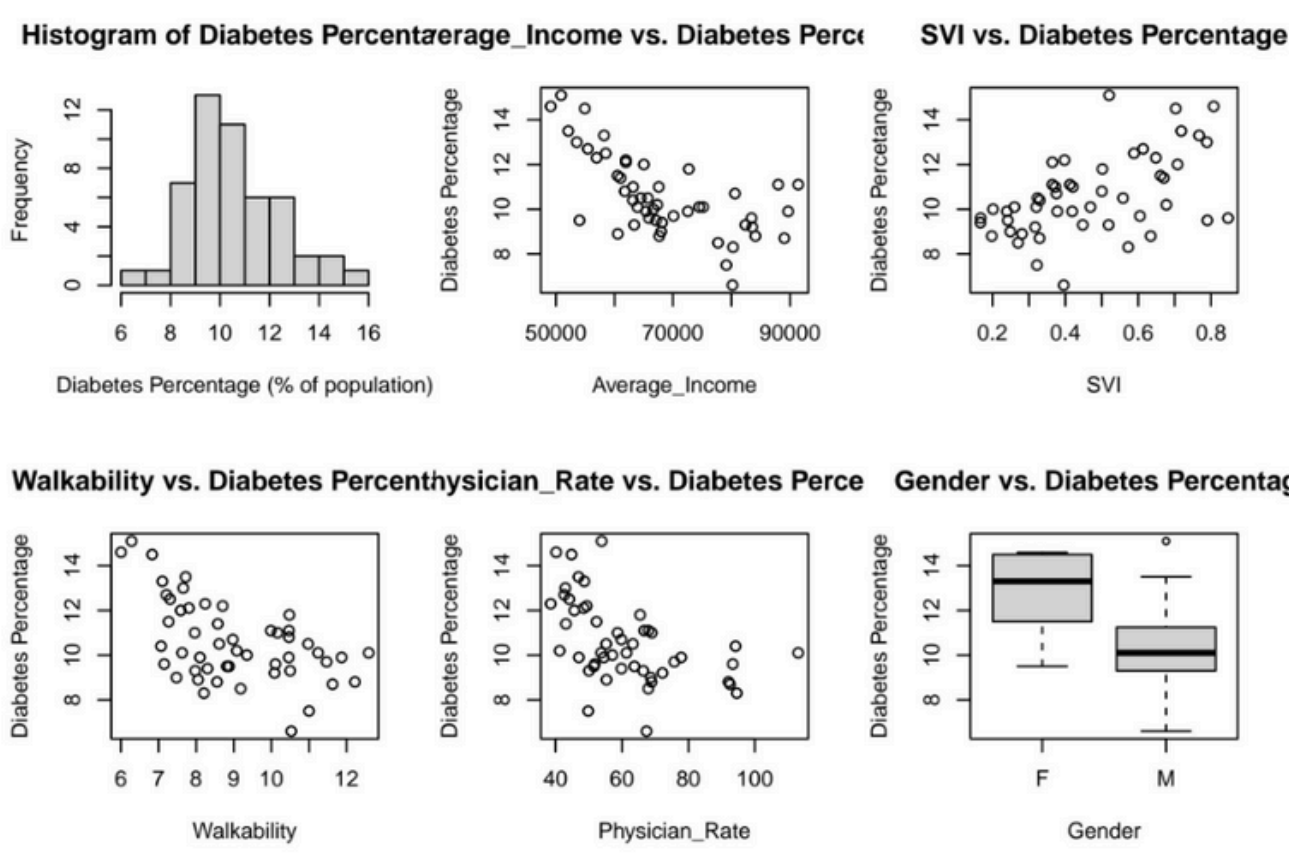 Histogram of Diabetes Percentaverage_Income vs. Diabetes Perce SVI vs. Diabetes Percentage
Frequency
0 4 8 12
6 8 10 12 14 16
Diabetes Percentage (% of population)
Diabetes Percentage
8 10 12 14
50000 70000 90000
Average_Income
Diabetes Percetange
8 10 12 14
0.2 0.4 0.6 0.8
SVI
Walkability vs. Diabetes Percenthysician_Rate vs. Diabetes Perce Gender vs. Diabetes Percentag
Diabetes Percentage
8 10 12 14
6 7 8 9 10 12
Walkability
Diabetes Percentage
8 10 12 14
40 60 80 100
Physician_Rate
Diabetes Percentage
8 10 12 14
F M
Gender